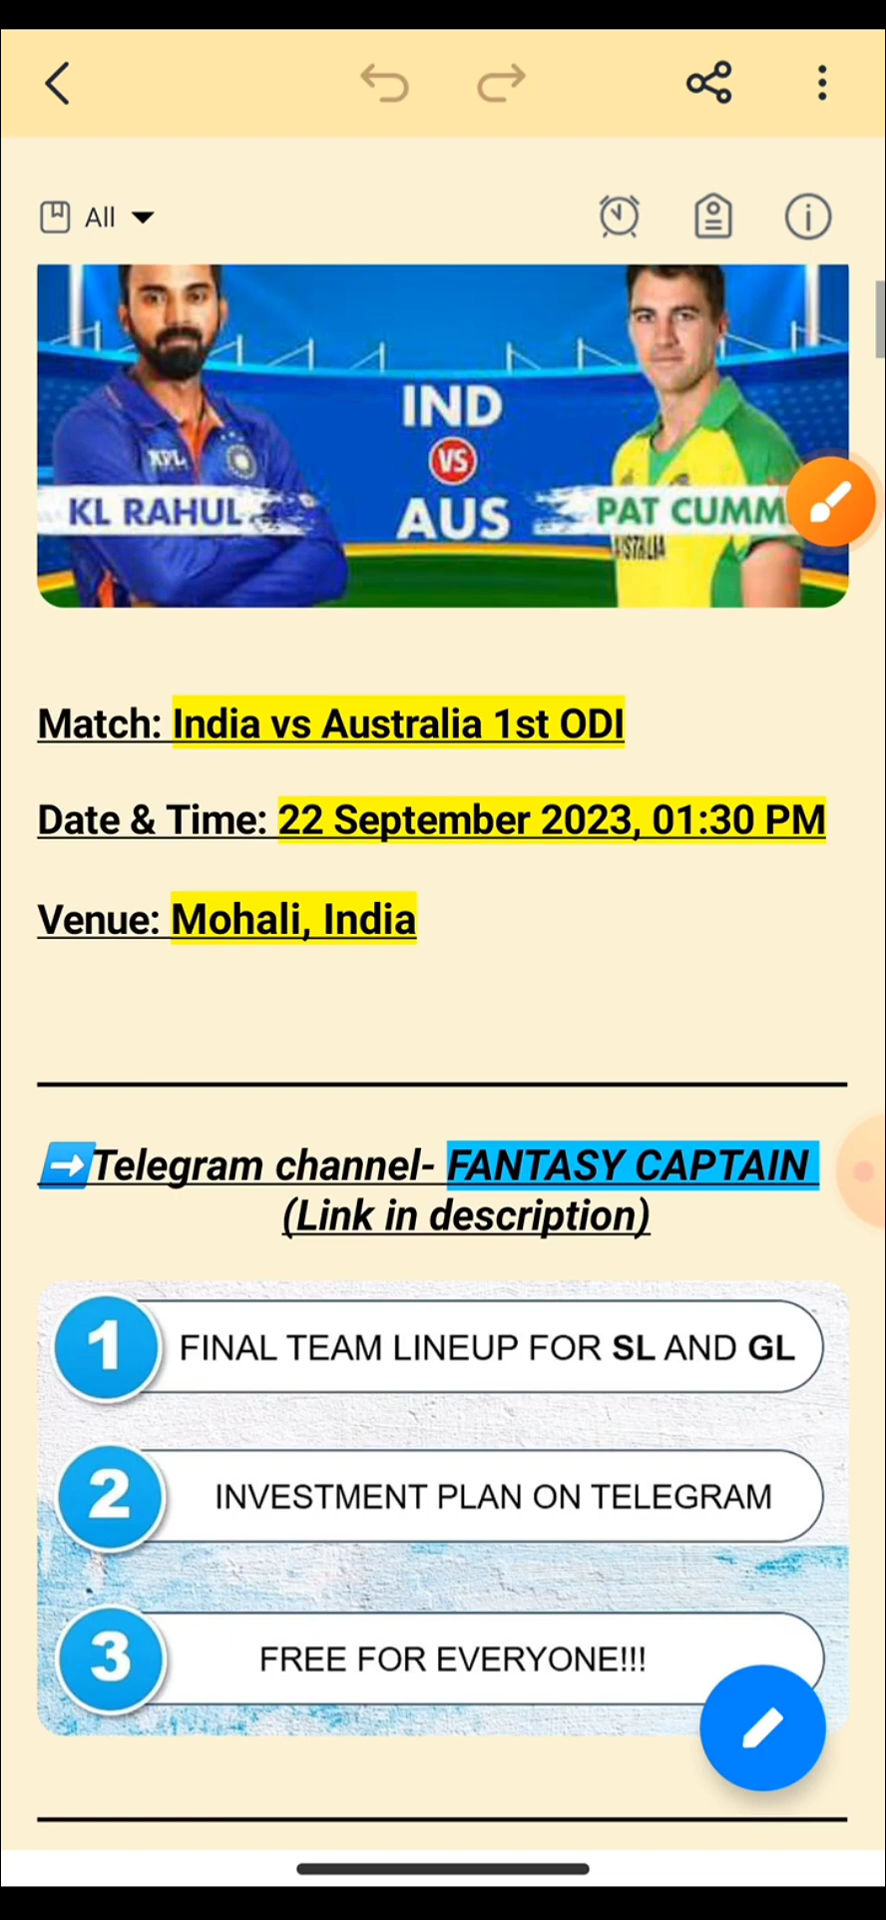 All
IND
VS
AUS
KL RAHUL
PAT CUMM
Match: India vs Australia 1st ODI
Date & Time: 22 September 2023, 01:30 PM
Venue: Mohali, India
➡Telegram channel- FANTASY CAPTAIN
(Link in description)
1 FINAL TEAM LINEUP FOR SL AND GL
2 INVESTMENT PLAN ON TELEGRAM
3 FREE FOR EVERYONE!!!